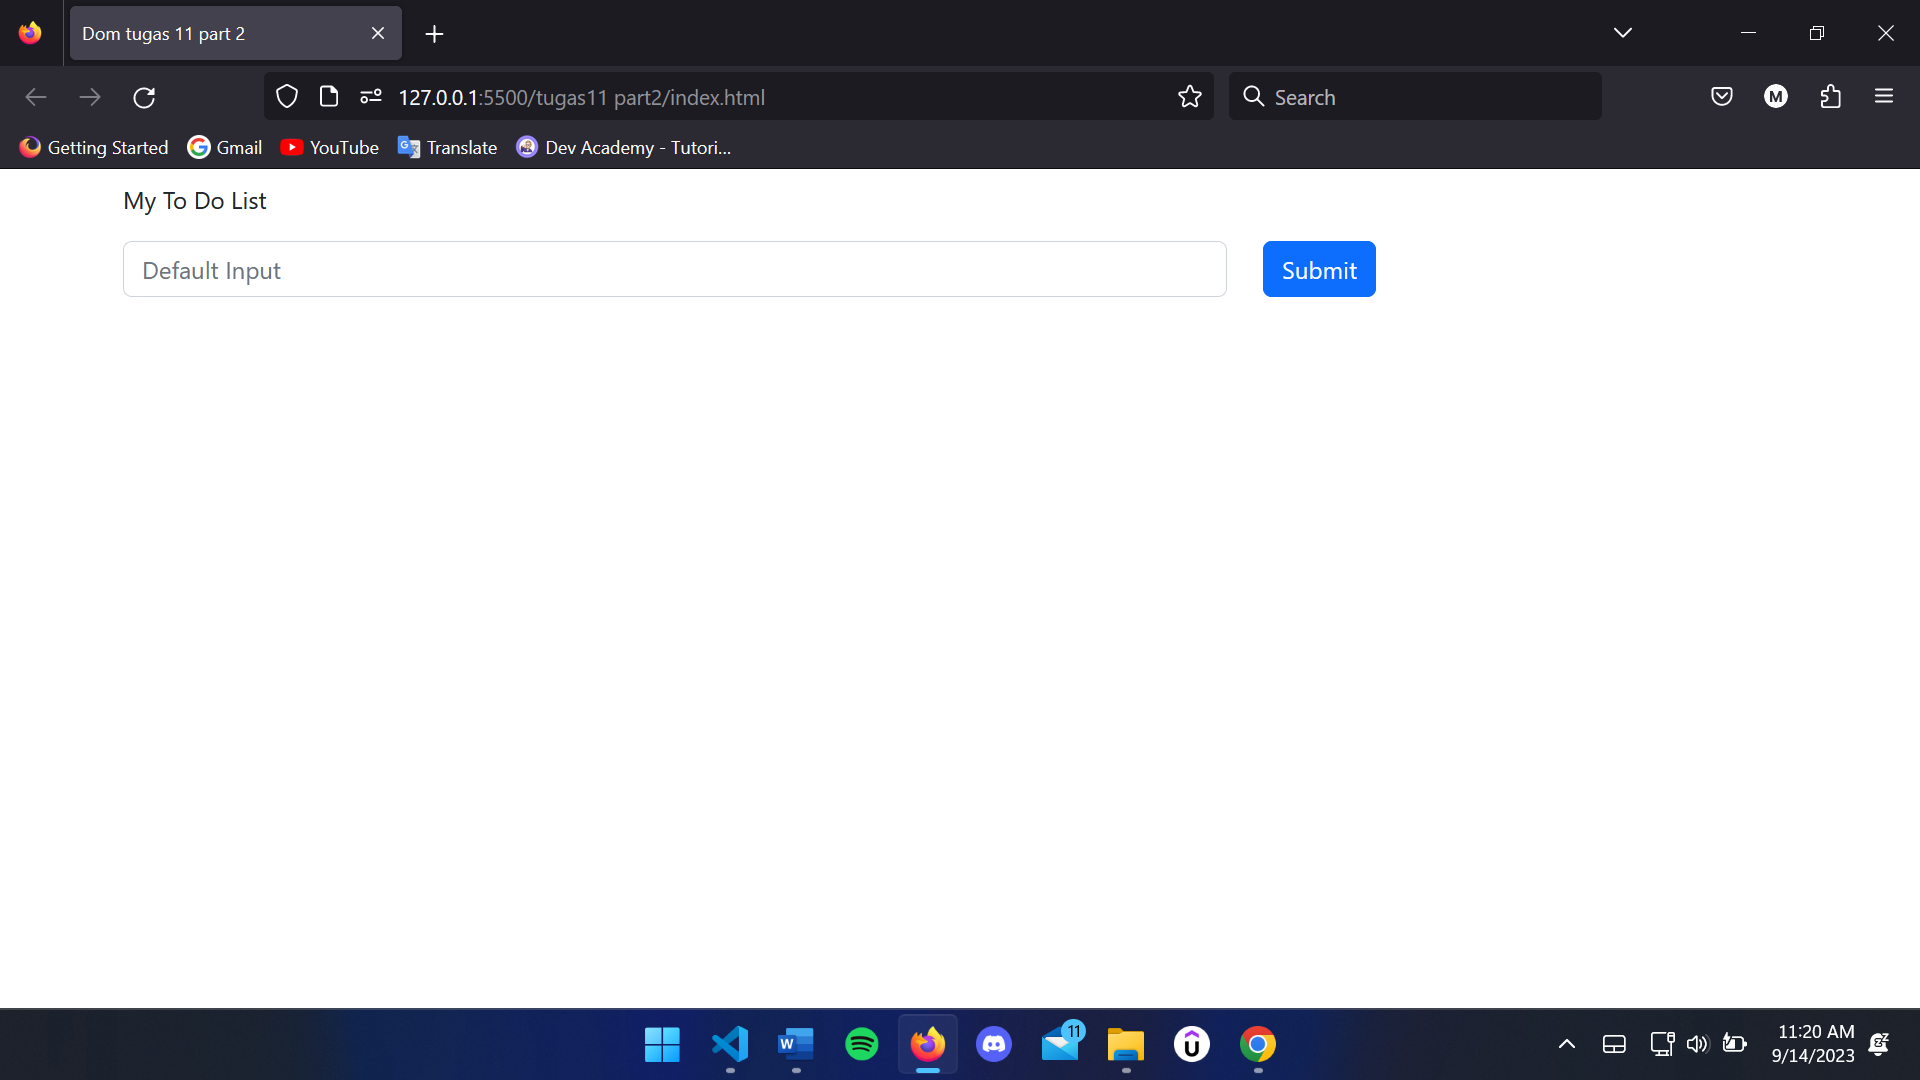 Dom tugas 11 part 2
127.0.0.1:5500/tugas11 part2/index.html
Search
M
Getting Started
Gmail
YouTube
Translate
Dev Academy - Tutori...
My To Do List
Default Input
Submit
W
11
11:20 AM
9/14/2023